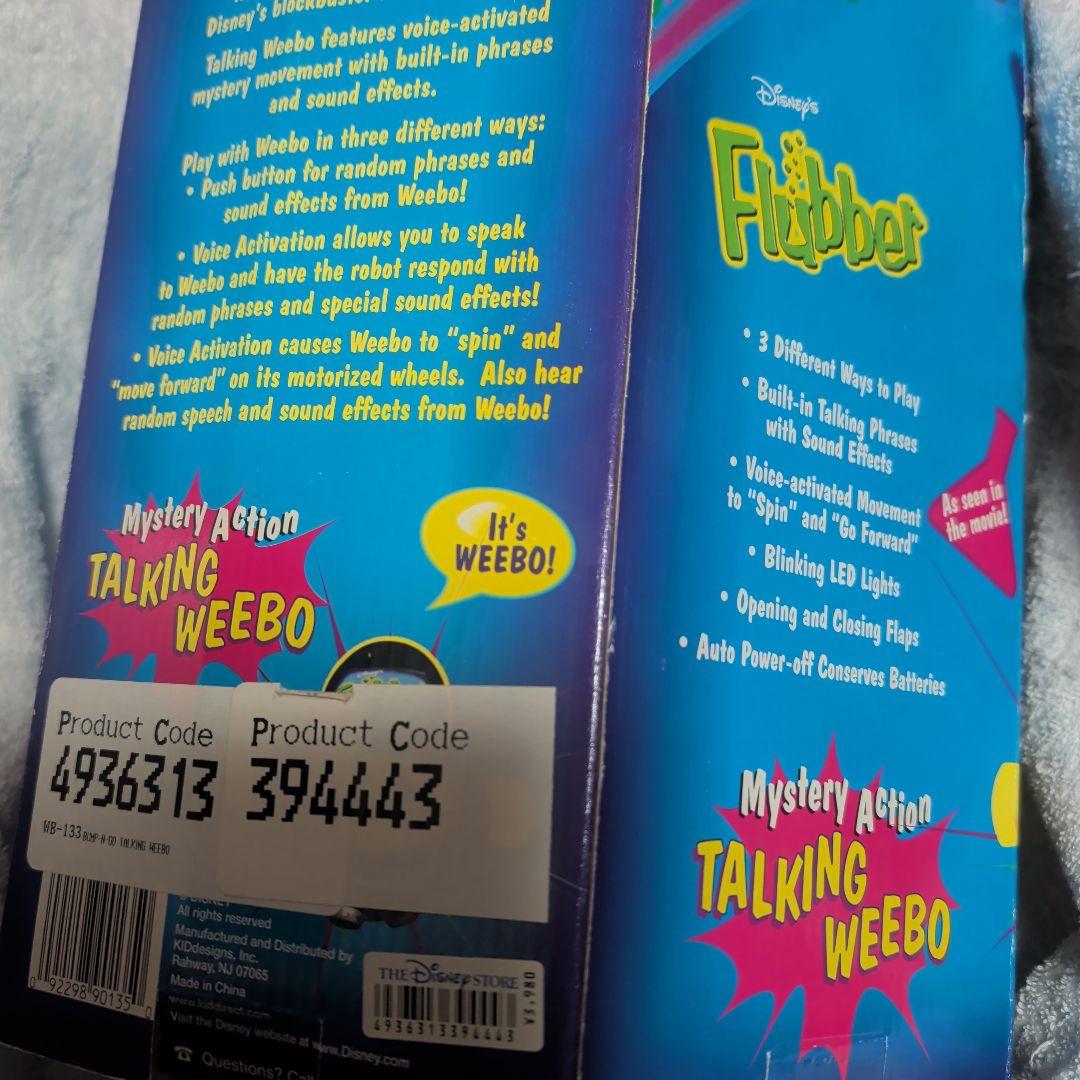 Disney's
Talking Weebo features voice-activated
mystery movement with built-in phrases
and sound effects.
Play with Weebo in three different ways:
• Push button for random phrases and
sound effects from Weebo!
• Voice Activation allows you to speak
to Weebo and have the robot respond with
random phrases and special sound effects!
• Voice Activation causes Weebo to "spin" and
"move forward" on its motorized wheels. Also hear
random speech and sound effects from Weebo!
Mystery Action
TALKING
WEEBO
It's
WEEBO!
Product Code
4936313
WB-133 BUMP-N-GO TALKING WEEBO
Product Code
394443
0 92298 90135 0
© DISNEY
All rights reserved
Manufactured and Distributed by
KIDdesigns, Inc.
Rahway, NJ 07065
Made in China
www.kiddirect.com
Visit the Disney website at www.Disney.com
☎ Questions? Call
THE DISNEY STORE
4936313394443
¥3,980
Disney's
Flubber
• 3 Different Ways to Play
• Built-in Talking Phrases
with Sound Effects
• Voice-activated Movement
to "Spin" and "Go Forward"
• Blinking LED Lights
• Opening and Closing Flaps
• Auto Power-off Conserves Batteries
As seen in
the movie!
Mystery Action
TALKING
WEEBO